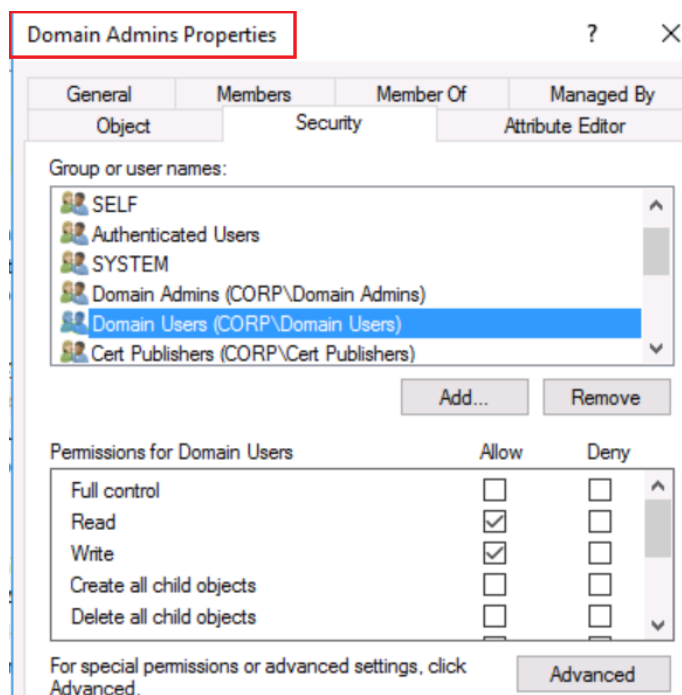 Domain Admins Properties ? ×
General Members Member Of Managed By
Object Security Attribute Editor
Group or user names:
SELF
Authenticated Users
SYSTEM
Domain Admins (CORP\Domain Admins)
Domain Users (CORP\Domain Users)
Cert Publishers (CORP\Cert Publishers)
Add... Remove
Permissions for Domain Users Allow Deny
Full control
Read
Write
Create all child objects
Delete all child objects
For special permissions or advanced settings, click
Advanced.
Advanced